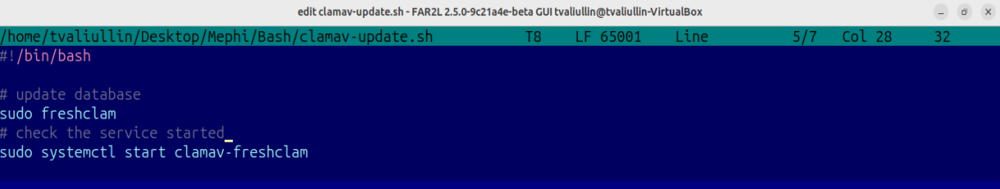 edit clamav-update.sh - FAR2L 2.5.0-9c21a4e-beta GUI tvaliullin@tvaliullin-VirtualBox
/home/tvaliullin/Desktop/Mephi/Bash/clamav-update.sh T8 LF 65001 Line 5/7 Col 28 32
#!/bin/bash
# update database
sudo freshclam
# check the service started
sudo systemctl start clamav-freshclam